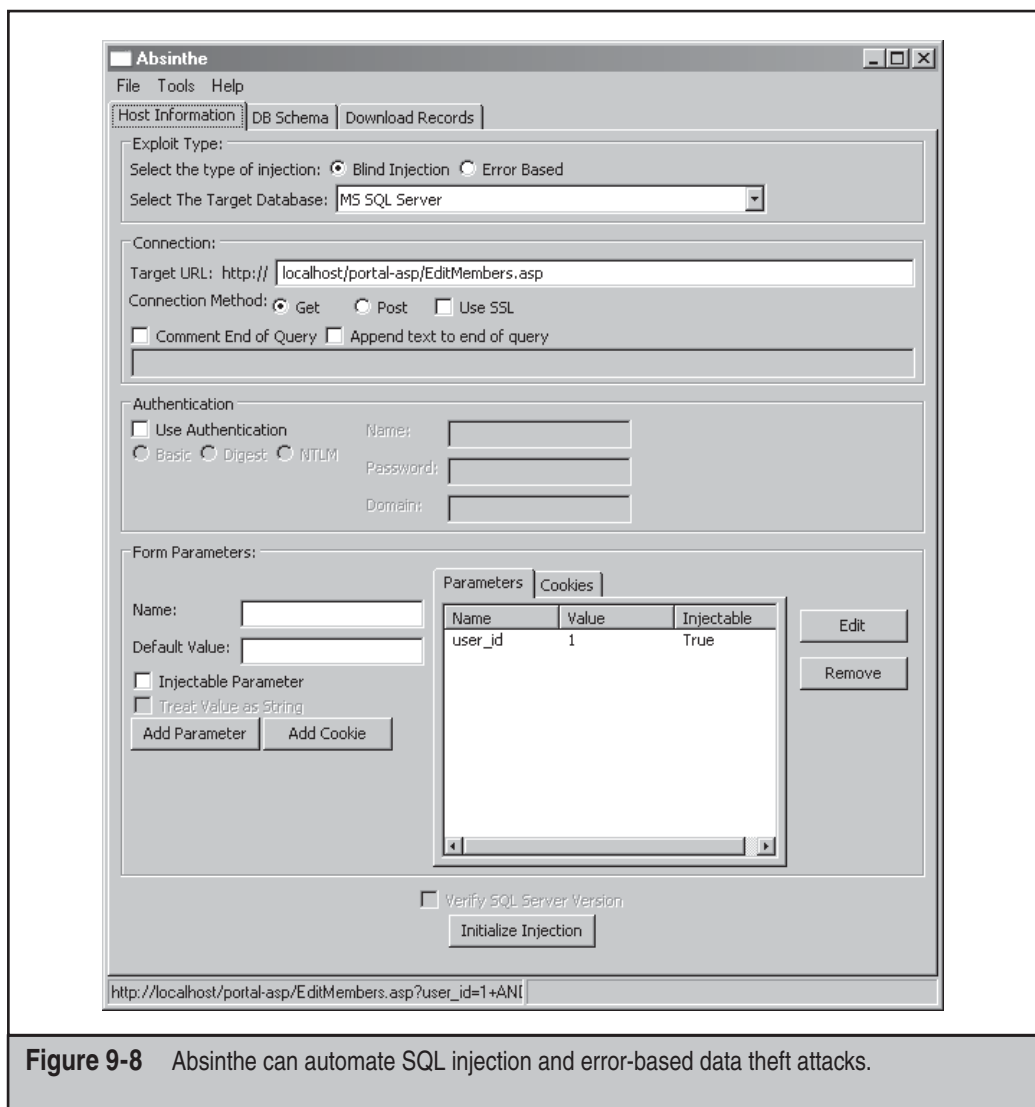 Absinthe
File Tools Help
Host Information DB Schema Download Records
Exploit Type:
Select the type of injection: Blind Injection Error Based
Select The Target Database: MS SQL Server
Connection:
Target URL: http:// localhost/portal-asp/EditMembers.asp
Connection Method: Get Post Use SSL
Comment End of Query Append text to end of query
Authentication
Use Authentication Name:
Basic Digest NTLM
Password:
Domain:
Form Parameters:
Parameters Cookies
Name: Name Value Injectable Edit
user_id 1 True
Default Value:
Injectable Parameter Remove
Treat Value as String
Add Parameter Add Cookie
Verify SQL Server Version
Initialize Injection
http://localhost/portal-asp/EditMembers.asp?user_id=1+AND
Figure 9-8 Absinthe can automate SQL injection and error-based data theft attacks.